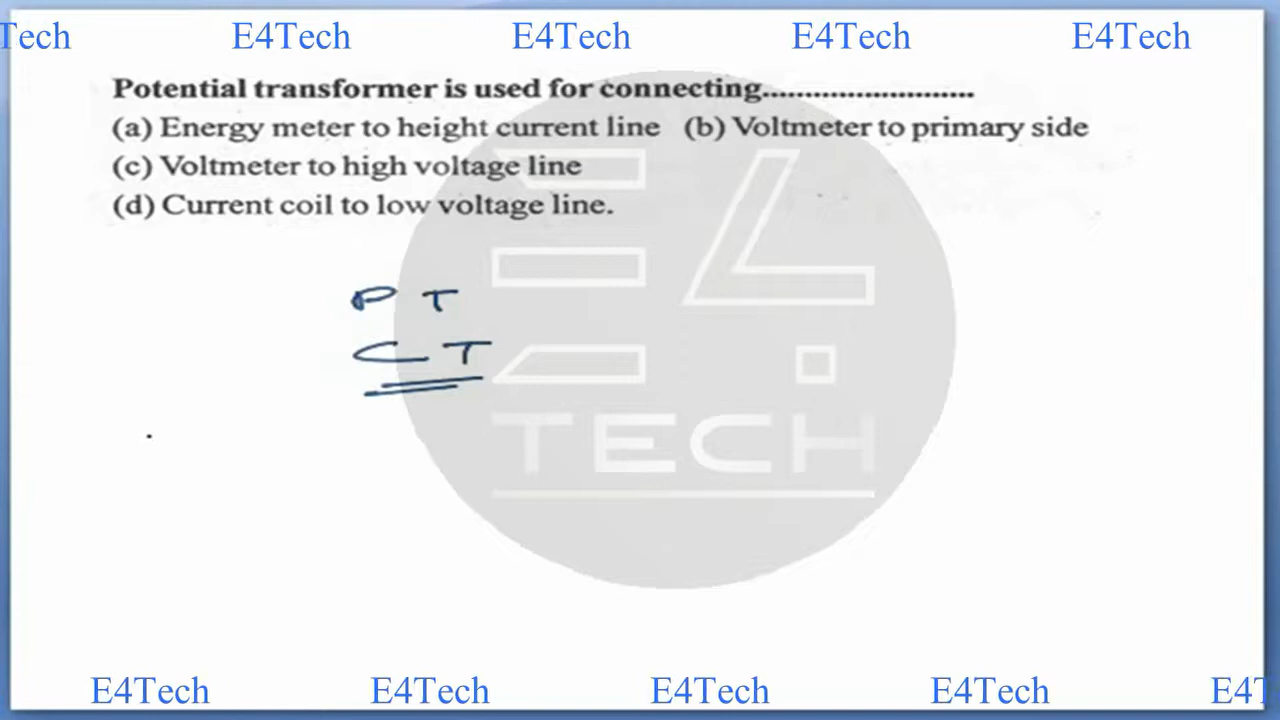 Tech E4Tech E4Tech E4Tech E4Tech
Potential transformer is used for connecting.........................
(a) Energy meter to height current line (b) Voltmeter to primary side
(c) Voltmeter to high voltage line
(d) Current coil to low voltage line.
P T
C T
TECH
E4Tech E4Tech E4Tech E4Tech E4T